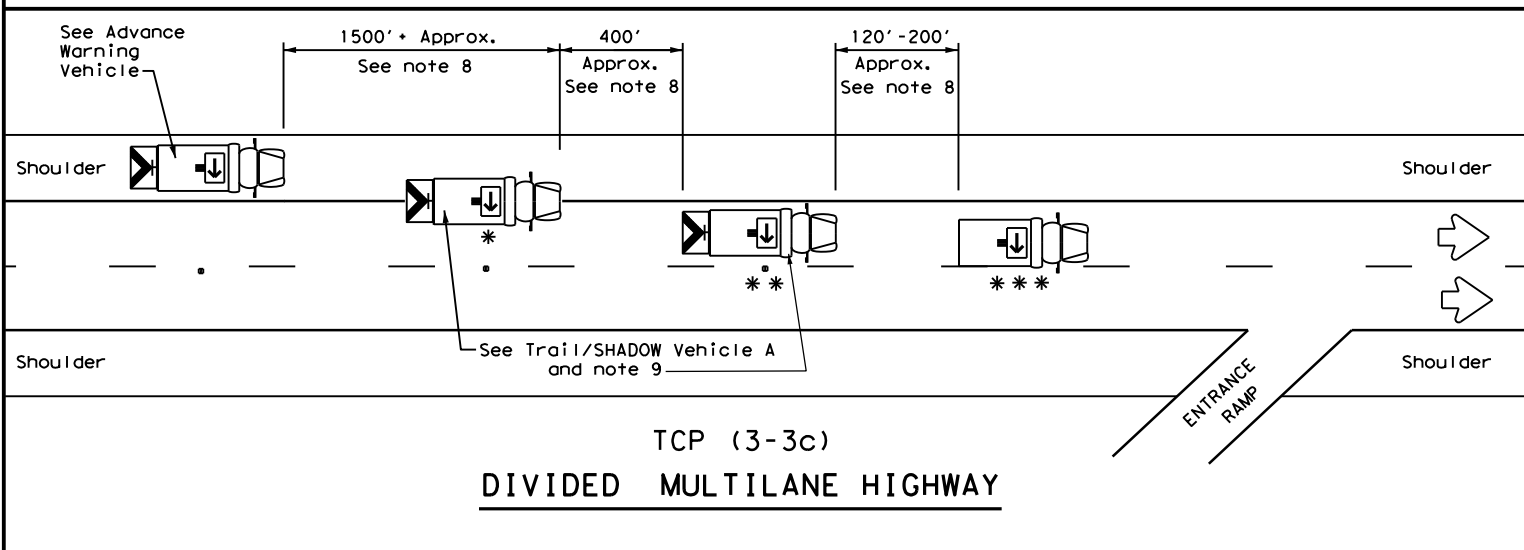 See Advance
Warning
Vehicle
1500'+ Approx.
See note 8
400'
Approx.
See note 8
120'-200'
Approx.
See note 8
Shoulder
Shoulder
*
* *
* * *
See Trail/SHADOW Vehicle A
and note 9
Shoulder
Shoulder
ENTRANCE
RAMP
TCP (3-3c)
DIVIDED MULTILANE HIGHWAY